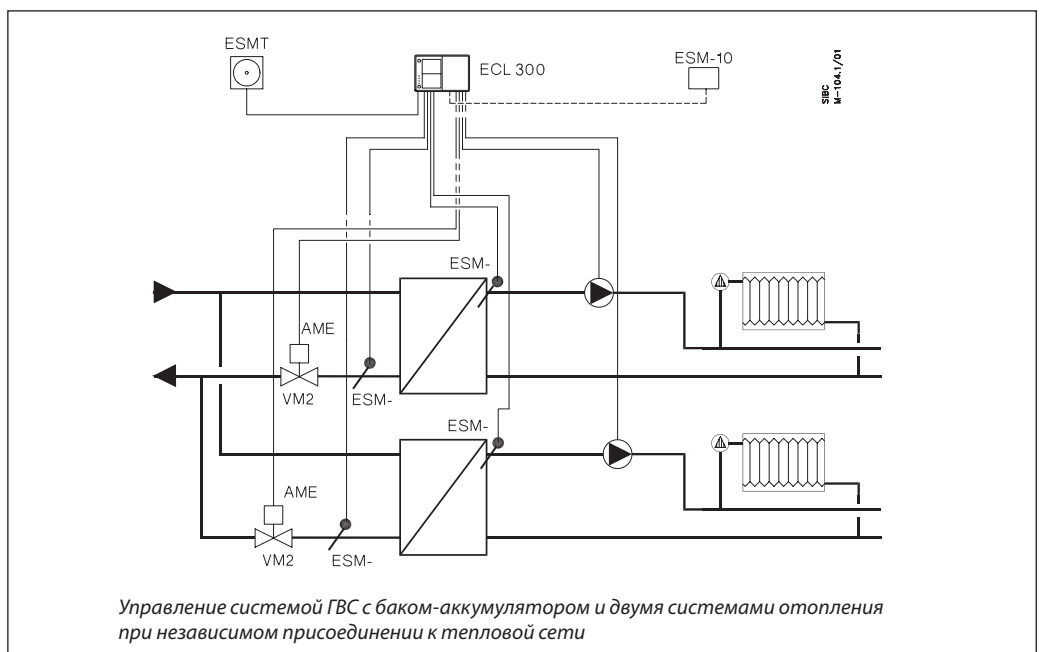 ESMT
ECL 300
ESM-10
SIBC
M-104.1/01
ESM-
AME
VM2
ESM-
ESM-
AME
VM2
ESM-
Управление системой ГВС с баком-аккумулятором и двумя системами отопления
при независимом присоединении к тепловой сети